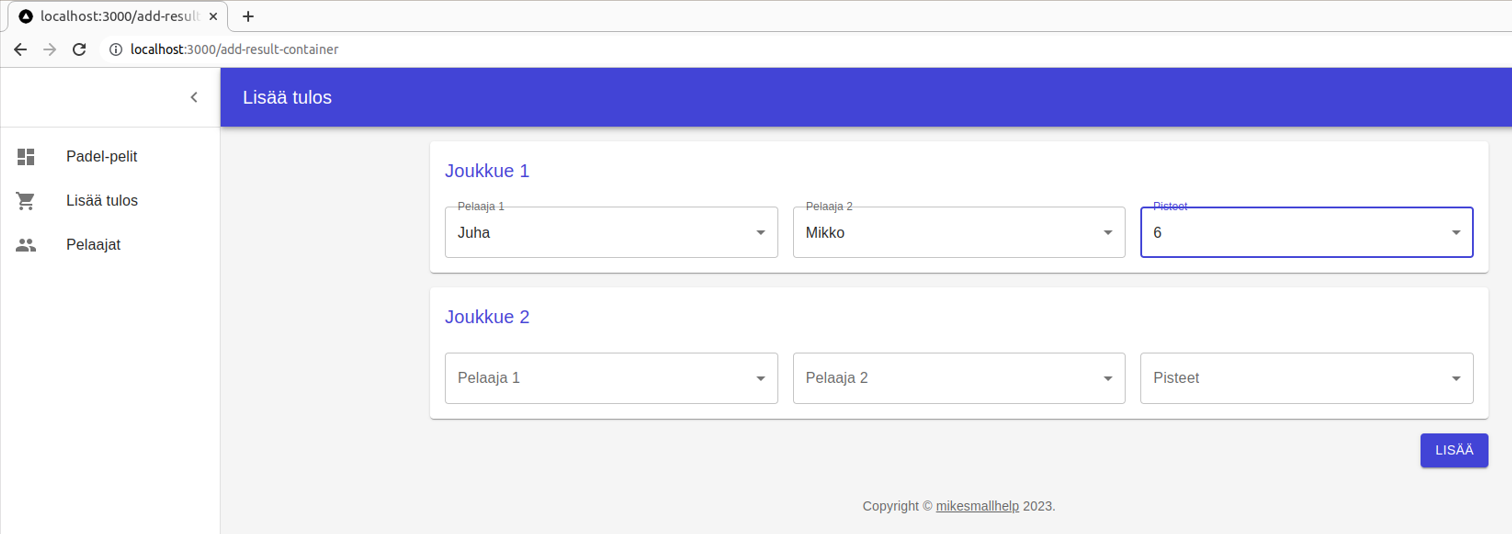 localhost:3000/add-result
localhost:3000/add-result-container
Lisää tulos
Padel-pelit
Lisää tulos
Pelaajat
Joukkue 1
Pelaaja 1 Pelaaja 2 Pisteet
Juha Mikko 6
Joukkue 2
Pelaaja 1 Pelaaja 2 Pisteet
LISÄÄ
Copyright © mikesmallhelp 2023.